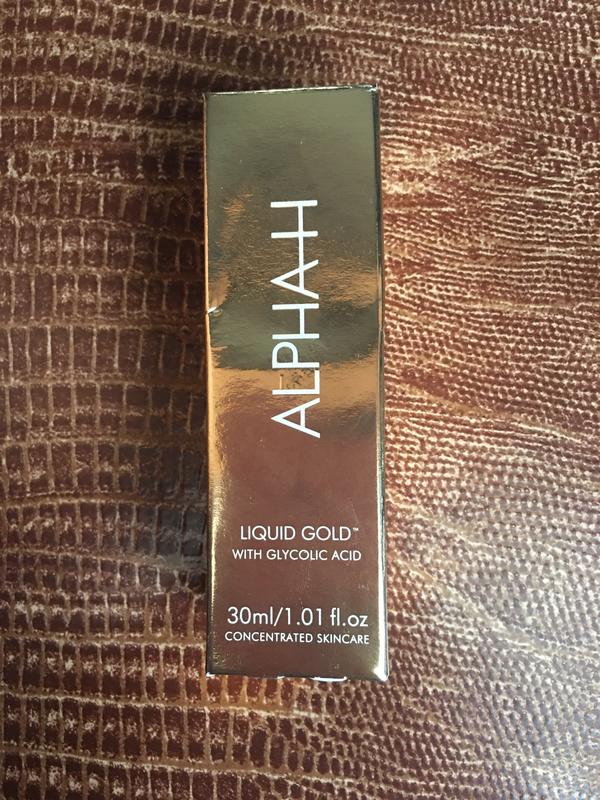 ALPHA-H
LIQUID GOLD™
WITH GLYCOLIC ACID
30ml/1.01 fl.oz
CONCENTRATED SKINCARE